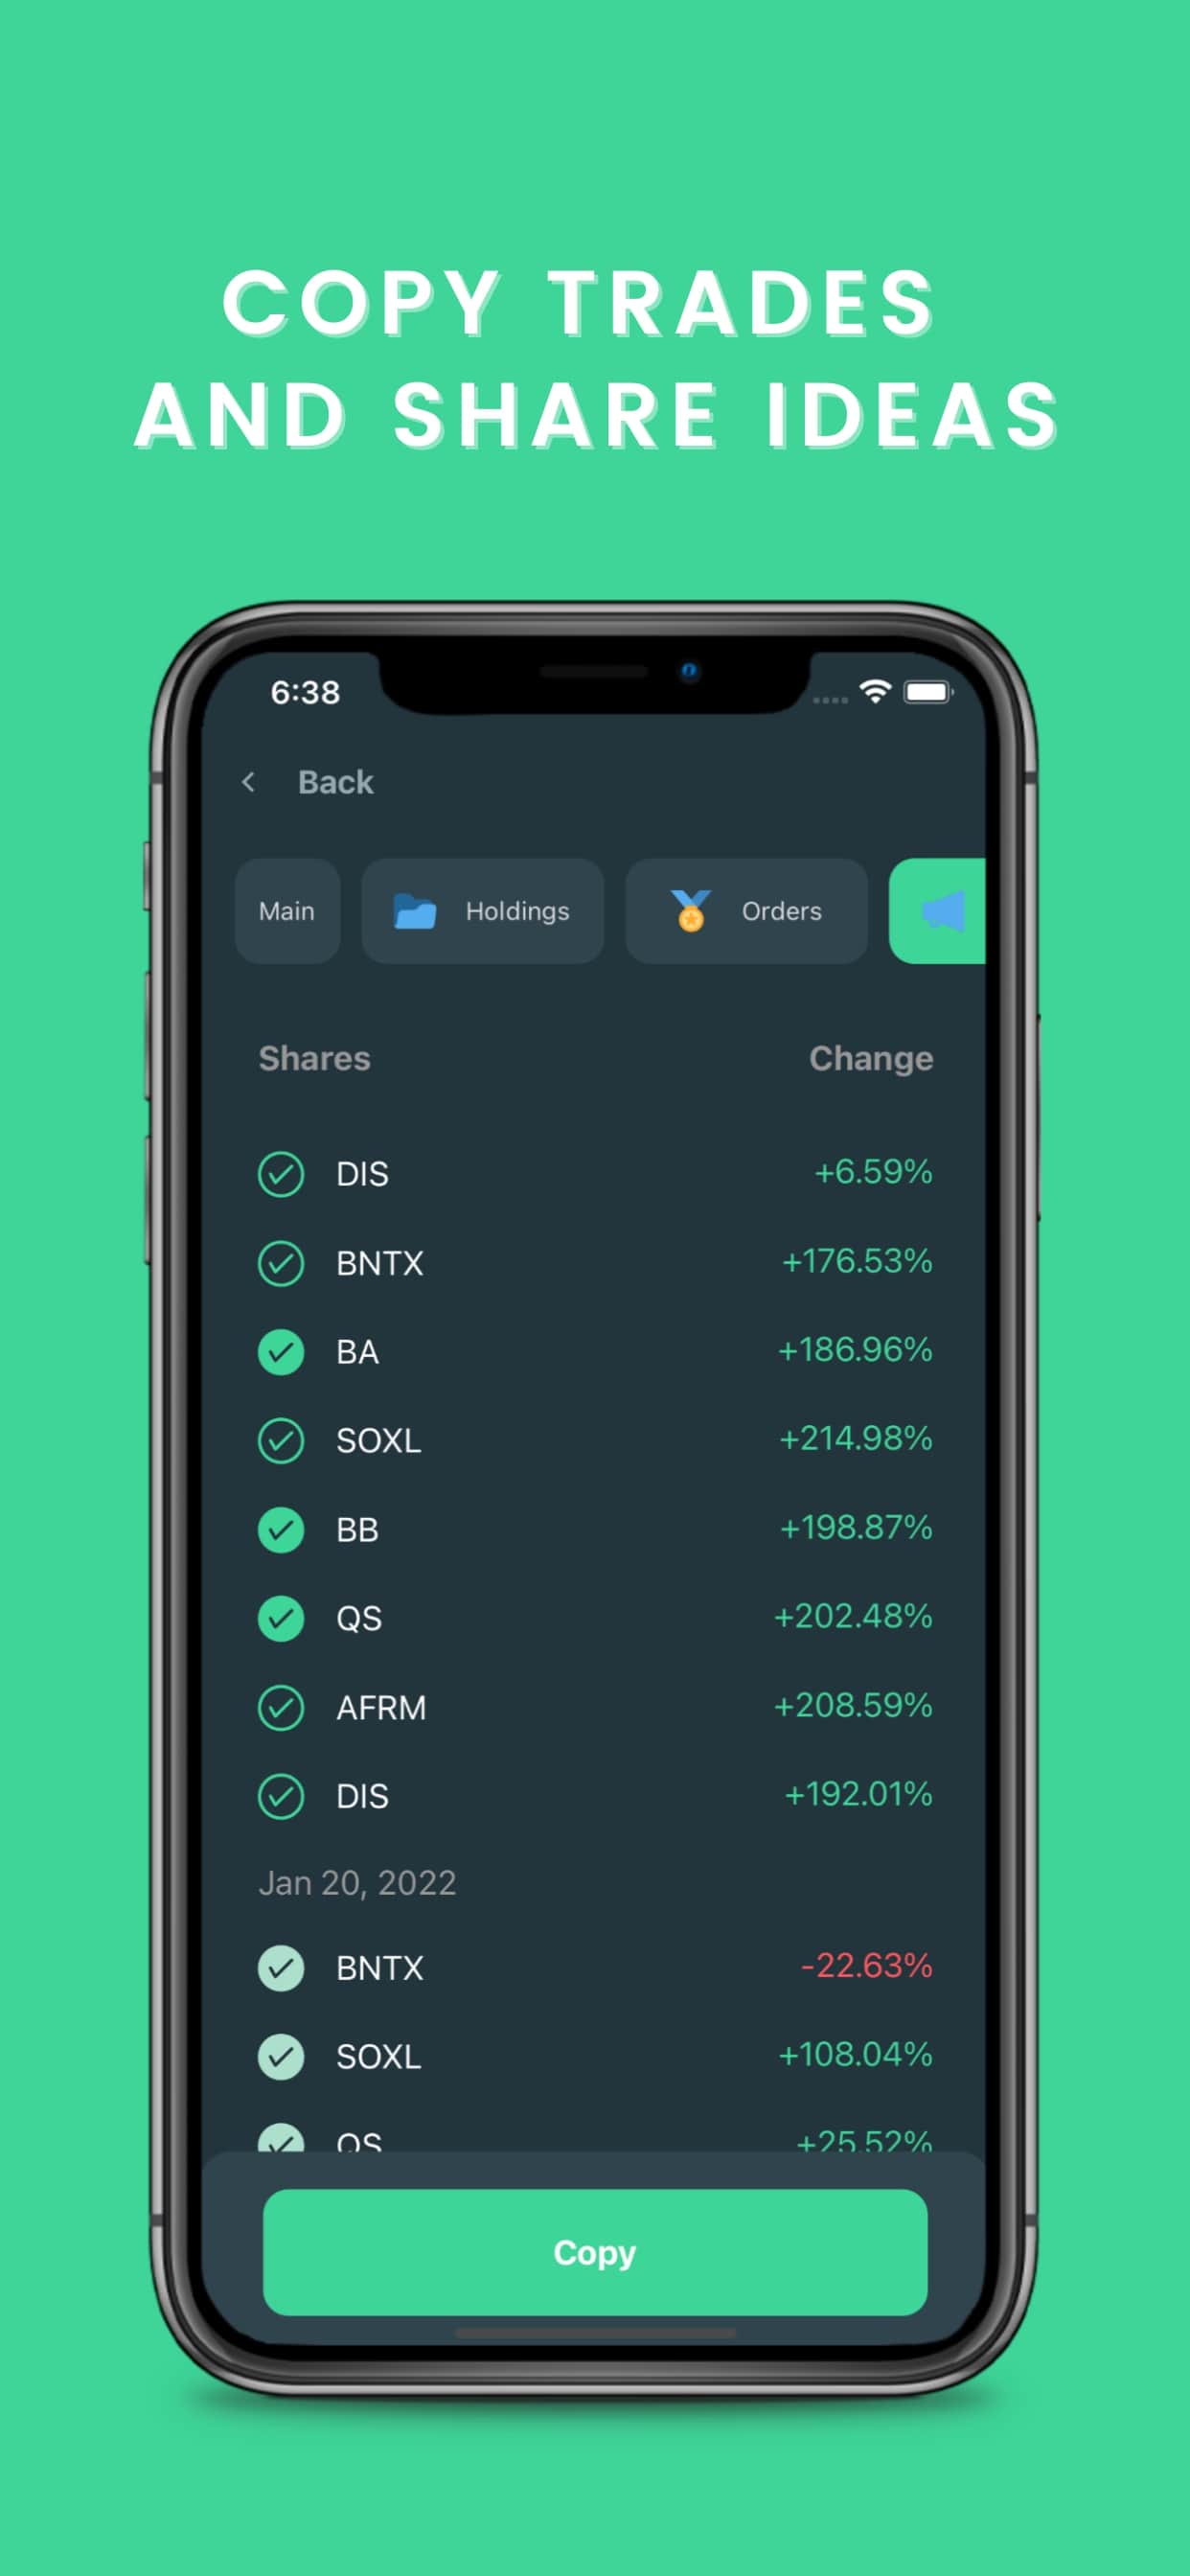 COPY TRADES
AND SHARE IDEAS
6:38
Back
Main
Holdings
Orders
Shares Change
DIS +6.59%
BNTX +176.53%
BA +186.96%
SOXL +214.98%
BB +198.87%
QS +202.48%
AFRM +208.59%
DIS +192.01%
Jan 20, 2022
BNTX -22.63%
SOXL +108.04%
QS +25.52%
Copy